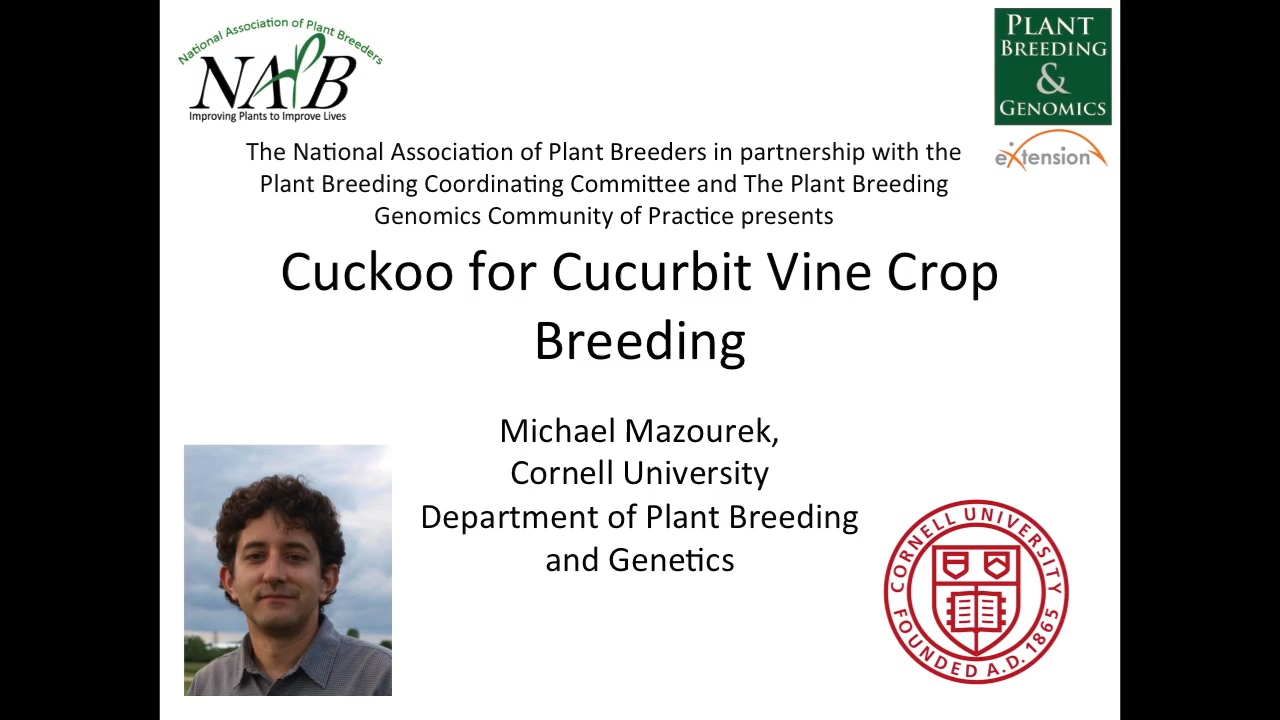 National Association of Plant Breeders
NAPB
Improving Plants to Improve Lives
PLANT
BREEDING
&
GENOMICS
eXtension
The National Association of Plant Breeders in partnership with the
Plant Breeding Coordinating Committee and The Plant Breeding
Genomics Community of Practice presents
Cuckoo for Cucurbit Vine Crop
Breeding
Michael Mazourek,
Cornell University
Department of Plant Breeding
and Genetics
CORNELL UNIVERSITY
FOUNDED A.D. 1865